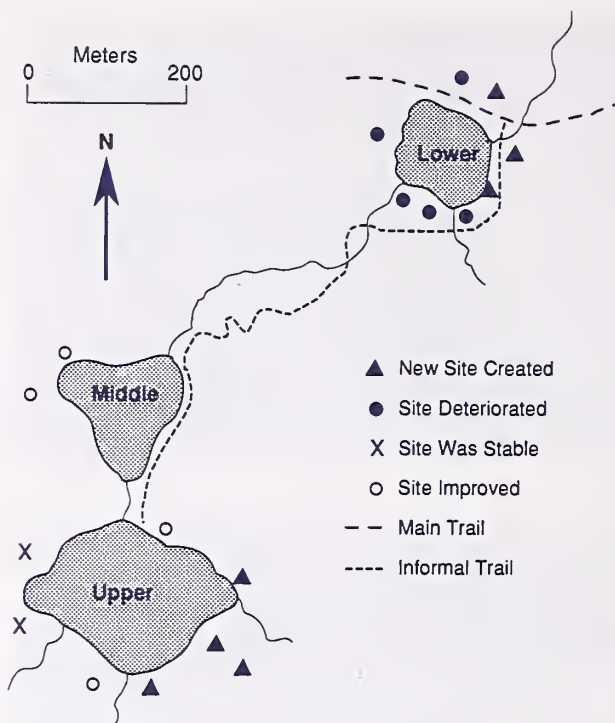 Meters
0 200
N
Lower
Middle
Upper
New Site Created
Site Deteriorated
X Site Was Stable
Site Improved
Main Trail
Informal Trail
X
X